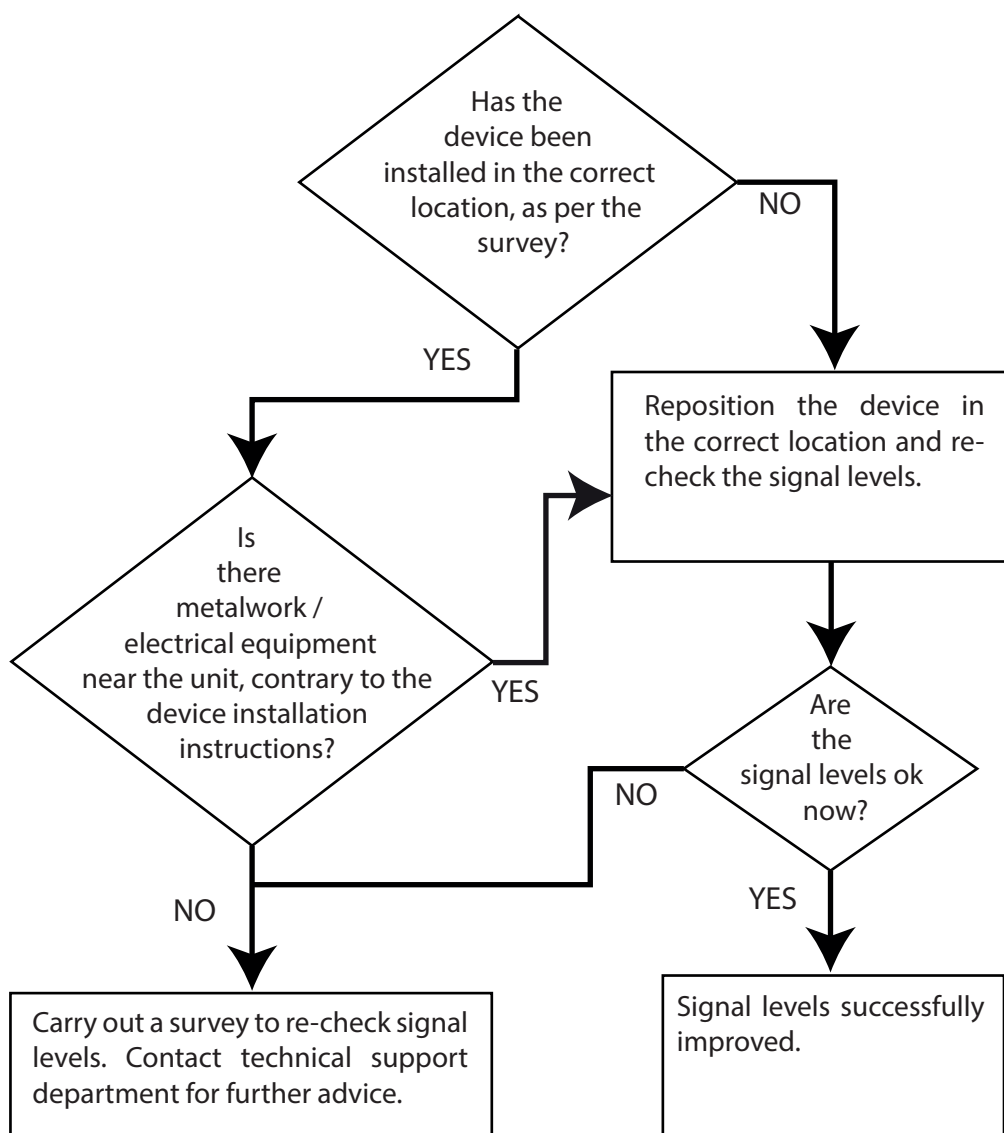 Has the
device been
installed in the correct
location, as per the
survey?
NO
YES
Reposition the device in
the correct location and re-
check the signal levels.
Is
there
metalwork /
electrical equipment
near the unit, contrary to the
device installation
instructions?
YES
Are
the
signal levels ok
now?
NO
YES
NO
Carry out a survey to re-check signal
levels. Contact technical support
department for further advice.
Signal levels successfully
improved.